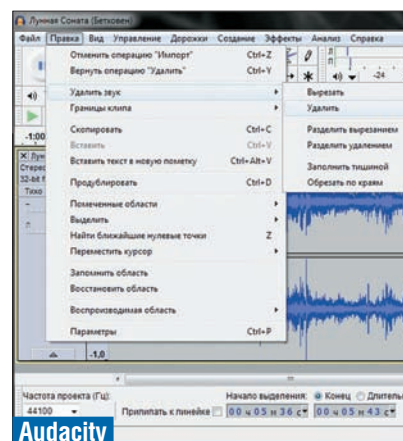 Лунная Соната (Бетховен)
Файл Правка Вид Управление Дорожки Создание Эффекты Анализ Справка
Отменить операцию "Импорт" Ctrl+Z
Вернуть операцию "Удалить" Ctrl+Y
-24
Удалить звук
Вырезать
Границы клипа
Удалить
Скопировать Ctrl+C
Разделить вырезанием
-1:00
Вставить Ctrl+V
Разделить удалением
Вставить текст в новую пометку Ctrl+Alt+V
Заполнить тишиной
Продублировать Ctrl+D
Обрезать по краям
Помеченные области
Выделить
Найти ближайшие нулевые точки Z
Переместить курсор
Запомнить область
Восстановить область
Воспроизводимая область
Параметры Ctrl+P
-1,0
Частота проекта (Гц):
Начало выделения: Конец
44100
Прилипать к линейке
00 ч 05 м 36 с
00 ч 05 м 43 с
Audacity